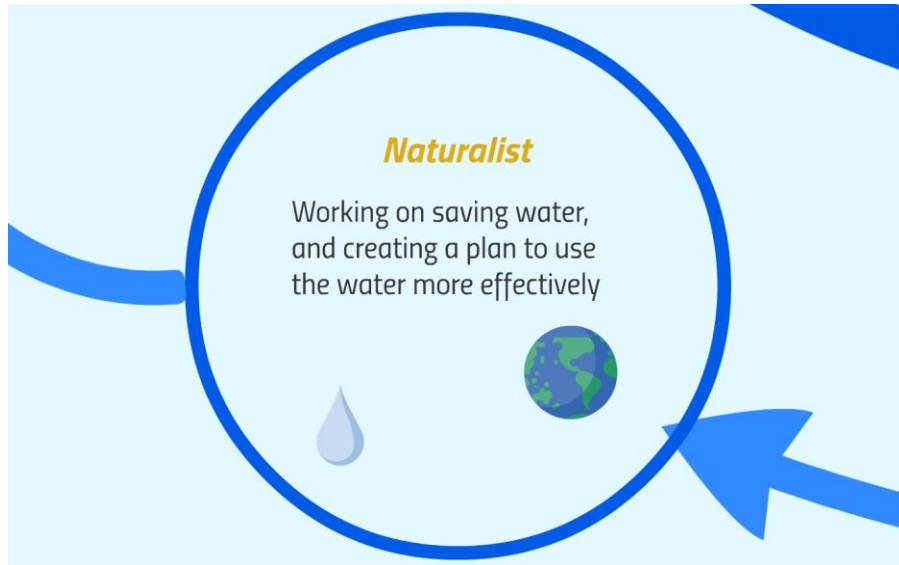 Naturalist
Working on saving water,
and creating a plan to use
the water more effectively